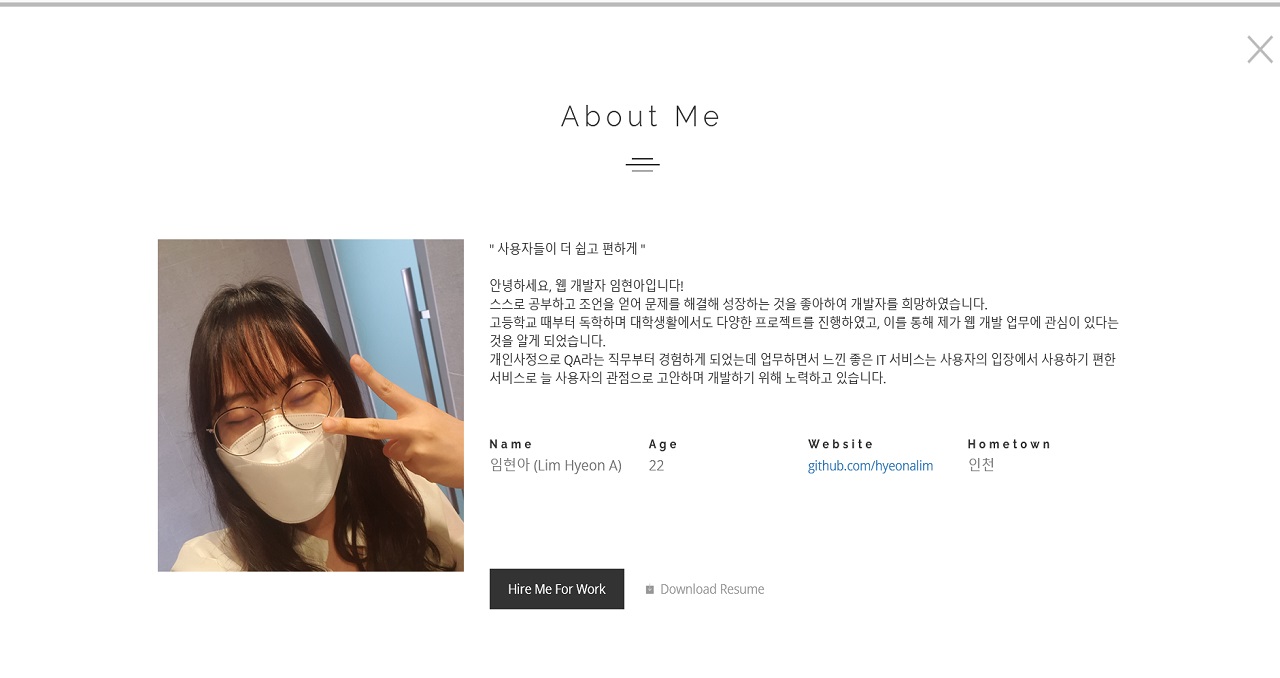 About Me
" 사용자들이 더 쉽고 편하게 "
안녕하세요, 웹 개발자 임현아입니다!
스스로 공부하고 조언을 얻어 문제를 해결해 성장하는 것을 좋아하여 개발자를 희망하였습니다.
고등학교 때부터 독학하며 대학생활에서도 다양한 프로젝트를 진행하였고, 이를 통해 제가 웹 개발 업무에 관심이 있다는
것을 알게 되었습니다.
개인사정으로 QA라는 직무부터 경험하게 되었는데 업무하면서 느낀 좋은 IT 서비스는 사용자의 입장에서 사용하기 편한
서비스로 늘 사용자의 관점으로 고안하며 개발하기 위해 노력하고 있습니다.
Name Age Website Hometown
임현아 (Lim Hyeon A) 22 github.com/hyeonalim 인천
Hire Me For Work Download Resume